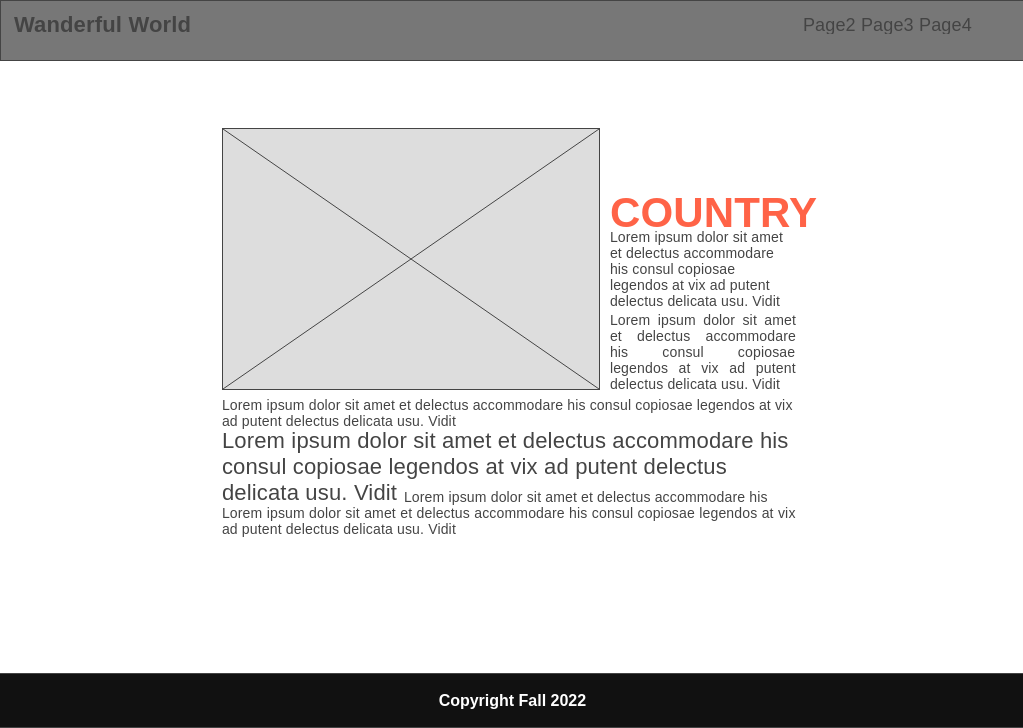 Wanderful World
Page2 Page3 Page4
COUNTRY
Lorem ipsum dolor sit amet
et delectus accommodare
his consul copiosae
legendos at vix ad putent
delectus delicata usu. Vidit
Lorem ipsum dolor sit amet
et delectus accommodare
his consul copiosae
legendos at vix ad putent
delectus delicata usu. Vidit
Lorem ipsum dolor sit amet et delectus accommodare his consul copiosae legendos at vix
ad putent delectus delicata usu. Vidit
Lorem ipsum dolor sit amet et delectus accommodare his
consul copiosae legendos at vix ad putent delectus
delicata usu. Vidit Lorem ipsum dolor sit amet et delectus accommodare his
Lorem ipsum dolor sit amet et delectus accommodare his consul copiosae legendos at vix
ad putent delectus delicata usu. Vidit
Copyright Fall 2022